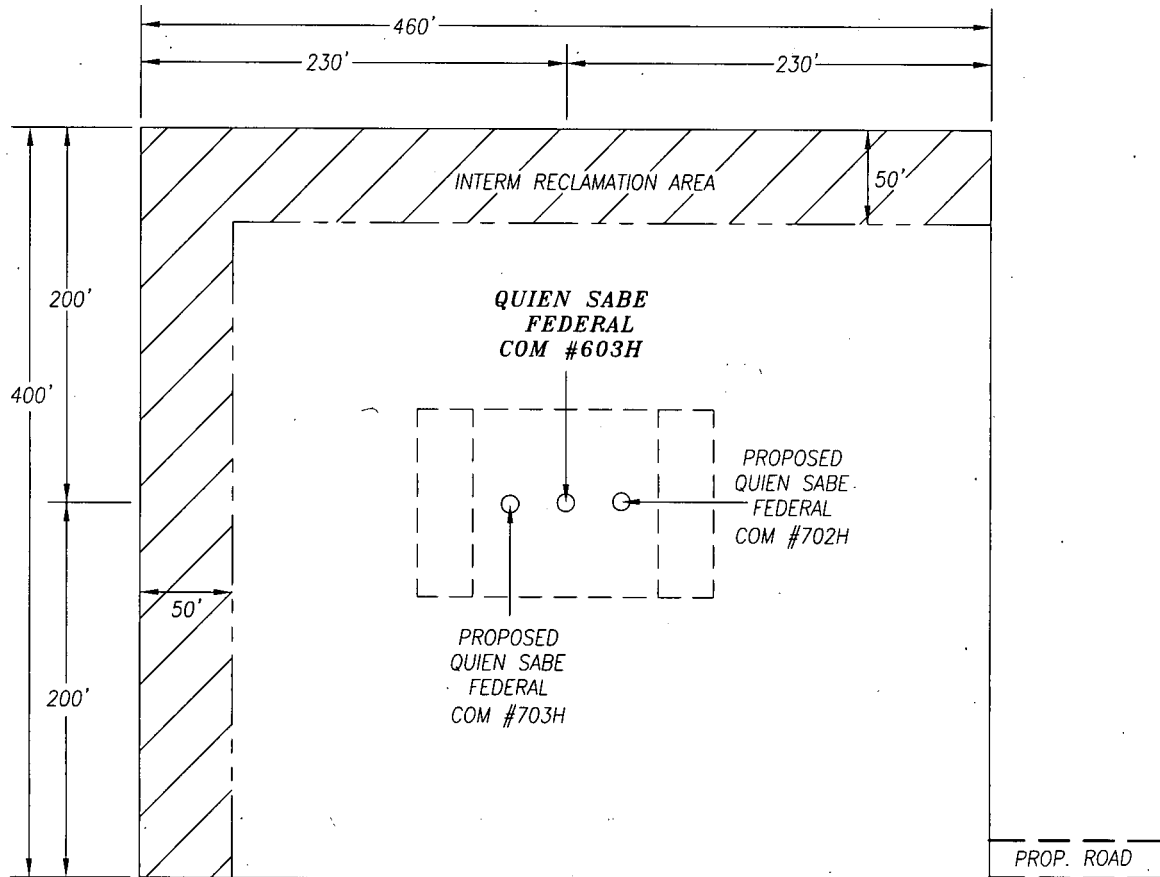 460'
230'
230'
INTERM RECLAMATION AREA
50'
200'
400'
QUIEN SABE
FEDERAL
COM #603H
PROPOSED
QUIEN SABE
FEDERAL
COM #702H
50'
PROPOSED
QUIEN SABE
FEDERAL
COM #703H
200'
PROP. ROAD